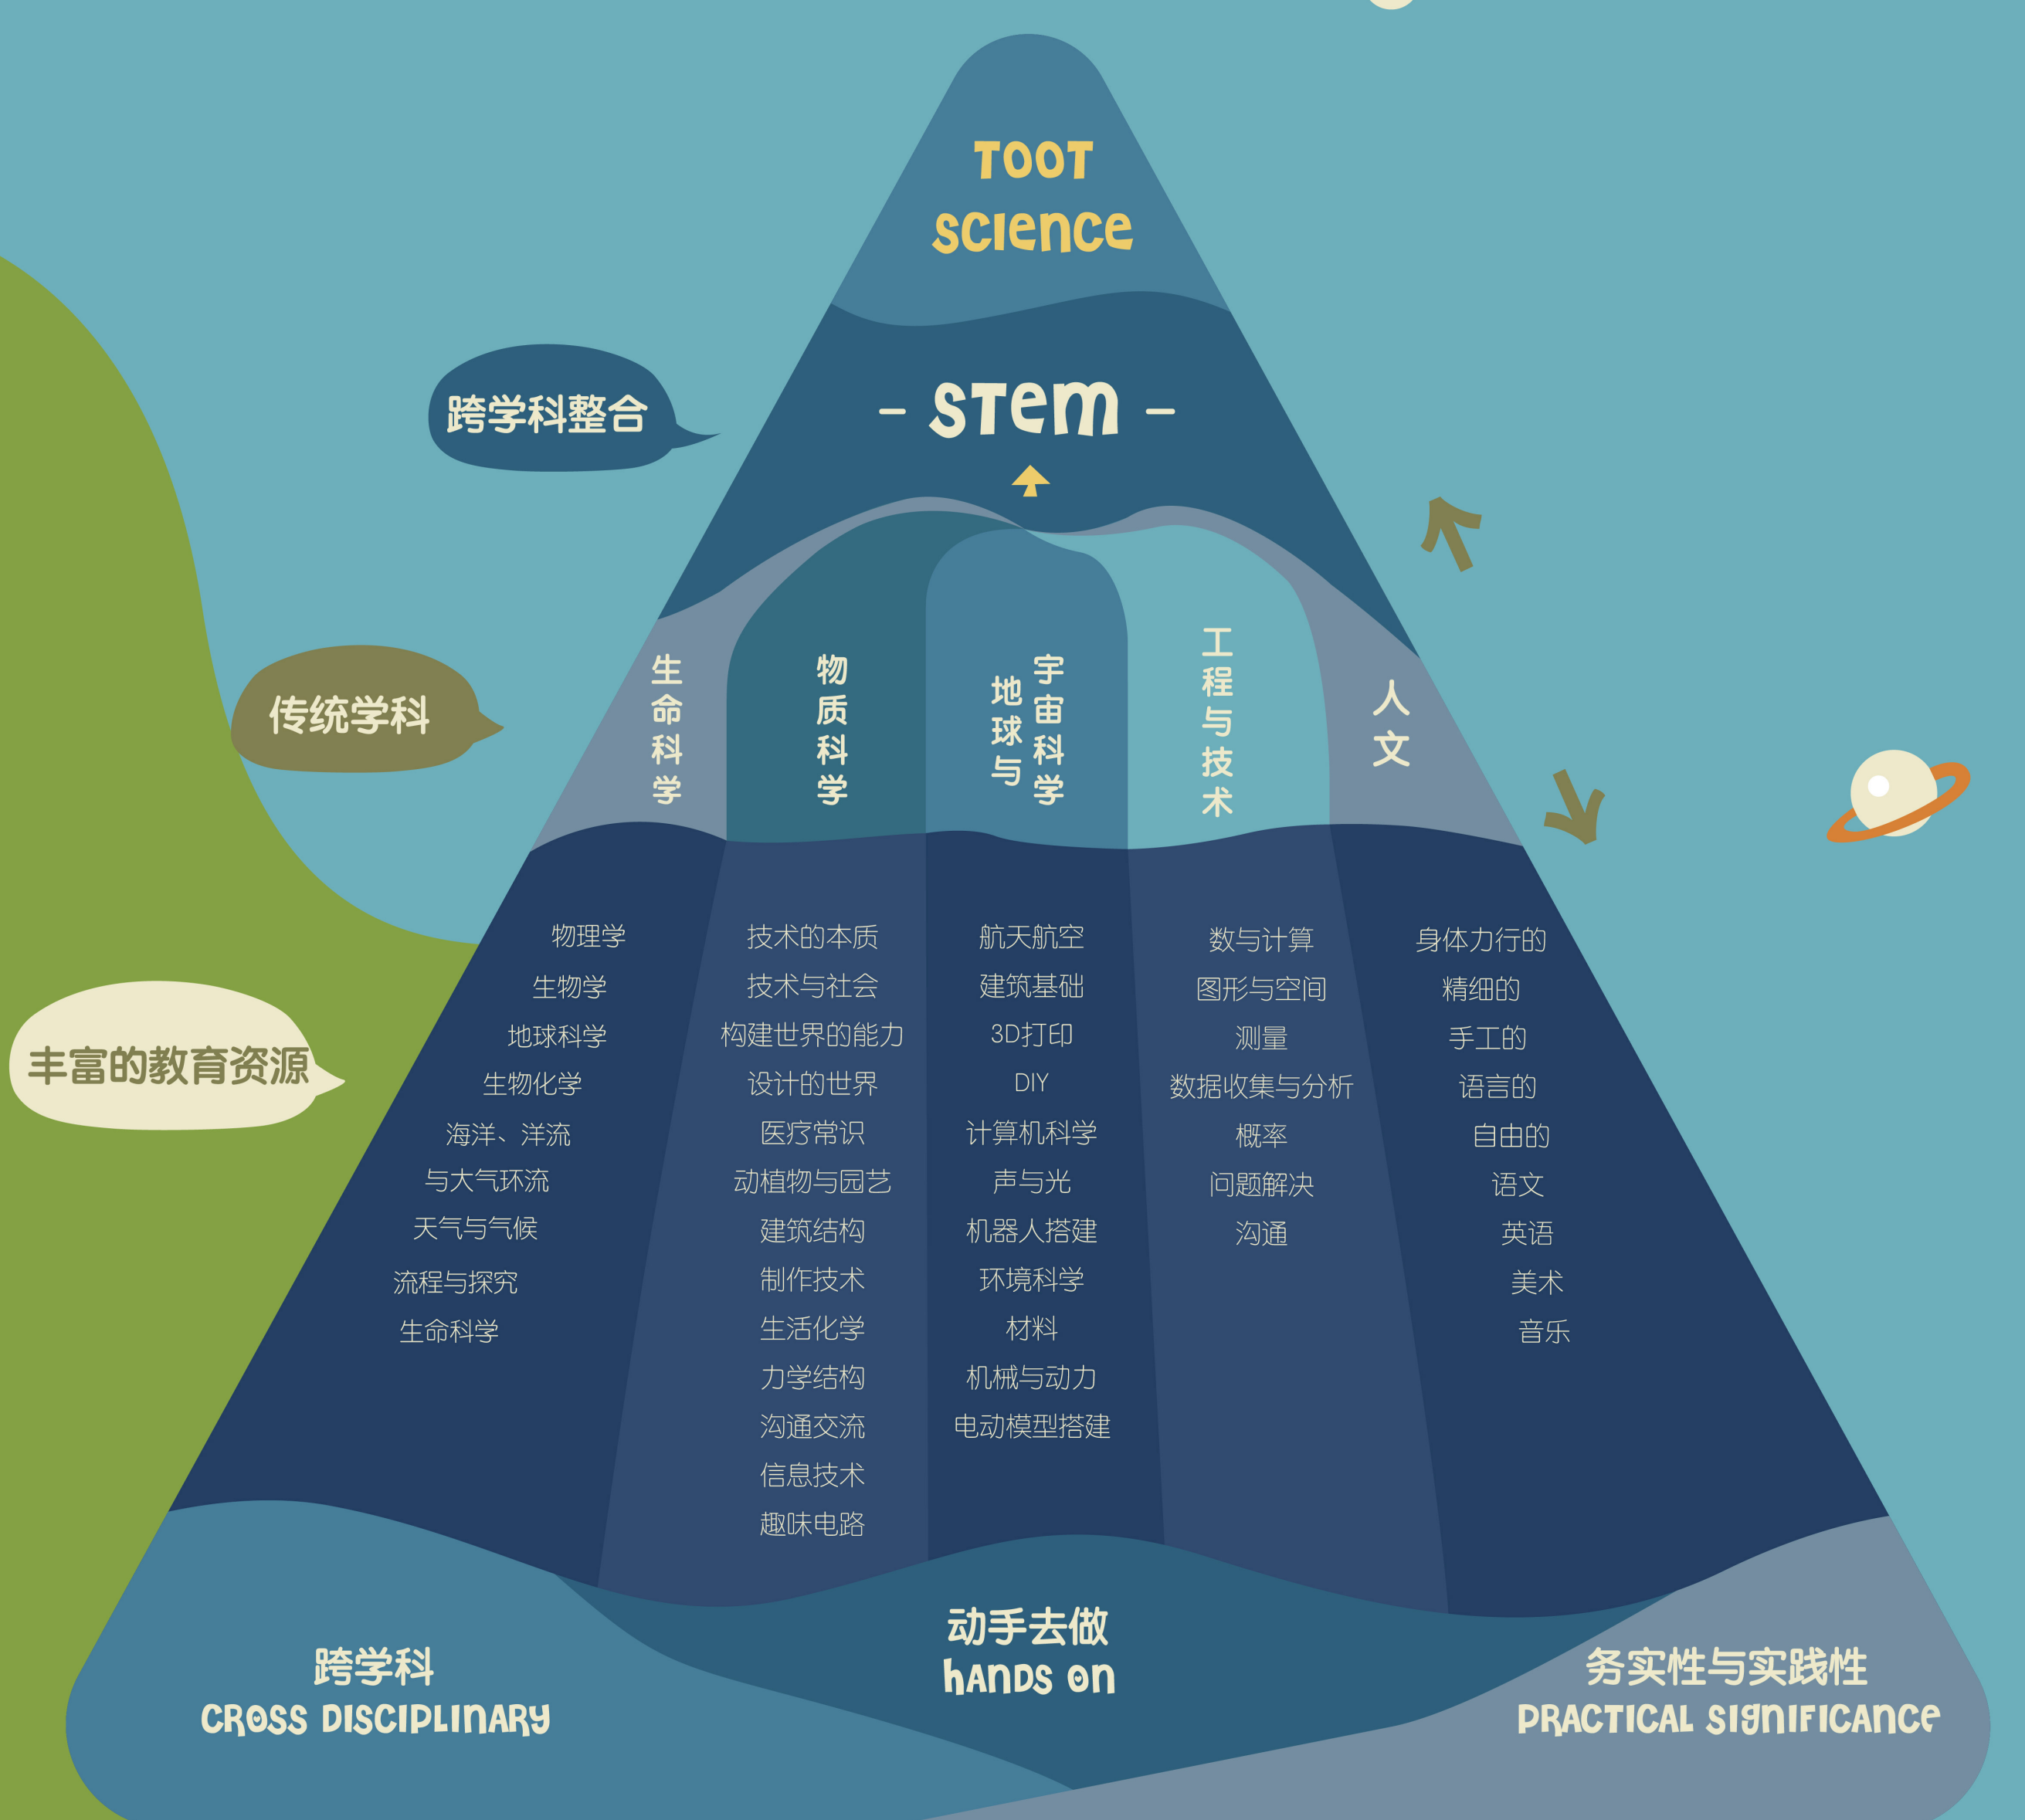 TOOT
science
跨学科整合
- STem -
传统学科
生命科学
物质科学
地球与
宇宙科学
工程与技术
人文
丰富的教育资源
物理学
生物学
地球科学
生物化学
海洋、洋流
与大气环流
天气与气候
流程与探究
生命科学
技术的本质
技术与社会
构建世界的能力
设计的世界
医疗常识
动植物与园艺
建筑结构
制作技术
生活化学
力学结构
沟通交流
信息技术
趣味电路
航天航空
建筑基础
3D打印
DIY
计算机科学
声与光
机器人搭建
环境科学
材料
机械与动力
电动模型搭建
数与计算
图形与空间
测量
数据收集与分析
概率
问题解决
沟通
身体力行的
精细的
手工的
语言的
自由的
语文
英语
美术
音乐
跨学科
CROSS DISCIPLINARY
动手去做
hANDS on
务实性与实践性
PRACTICAL SIgnIFICAnce